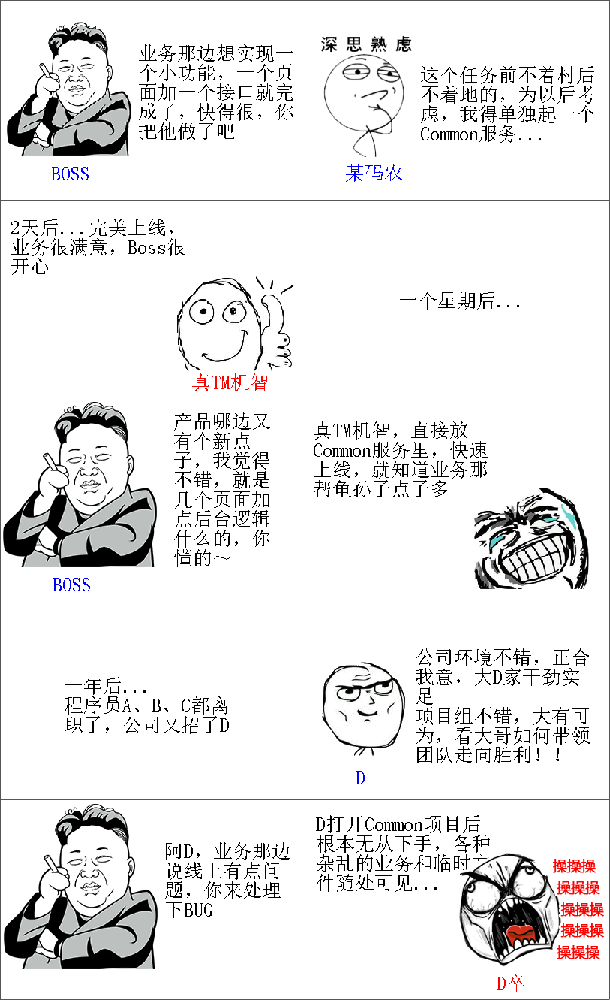 业务那边想实现一
个小功能，一个页
面加一个接口就完
成了，快得很，你
把他做了吧
BOSS
深思熟虑
这个任务前不着村后
不着地的，为以后考
虑，我得单独起一个
Common服务...
某码农
2天后...完美上线，
业务很满意，Boss很
开心
真TM机智
一个星期后...
产品哪边又
有个新点
子，我觉得
不错，就是
几个页面加
点后台逻辑
什么的，你
懂的～
BOSS
真TM机智，直接放
Common服务里，快速
上线，就知道业务那
帮龟孙子点子多
一年后...
程序员A、B、C都离
职了，公司又招了D
公司环境不错，正合
我意，大D家干劲实
足
项目组不错，大有可
为，看大哥如何带领
团队走向胜利！！
D
阿D，业务那边
说线上有点问
题，你来处理
下BUG
D打开Common项目后
根本无从下手，各种
杂乱的业务和临时文
件随处可见...
操操操
操操操
操操操
操操操
操操操
D卒